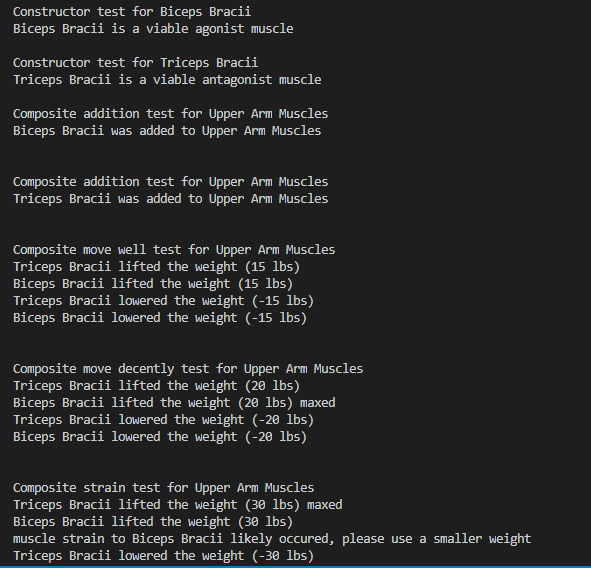 Constructor test for Biceps Bracii
Biceps Bracii is a viable agonist muscle
Constructor test for Triceps Bracii
Triceps Bracii is a viable antagonist muscle
Composite addition test for Upper Arm Muscles
Biceps Bracii was added to Upper Arm Muscles
Composite addition test for Upper Arm Muscles
Triceps Bracii was added to Upper Arm Muscles
Composite move well test for Upper Arm Muscles
Triceps Bracii lifted the weight (15 lbs)
Biceps Bracii lifted the weight (15 lbs)
Triceps Bracii lowered the weight (-15 lbs)
Biceps Bracii lowered the weight (-15 lbs)
Composite move decently test for Upper Arm Muscles
Triceps Bracii lifted the weight (20 lbs)
Biceps Bracii lifted the weight (20 lbs) maxed
Triceps Bracii lowered the weight (-20 lbs)
Biceps Bracii lowered the weight (-20 lbs)
Composite strain test for Upper Arm Muscles
Triceps Bracii lifted the weight (30 lbs) maxed
Biceps Bracii lifted the weight (30 lbs)
muscle strain to Biceps Bracii likely occured, please use a smaller weight
Triceps Bracii lowered the weight (-30 lbs)